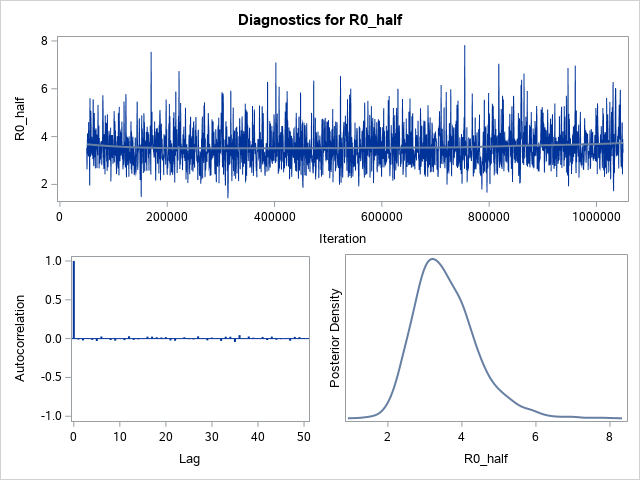 Diagnostics for R0_half
8
6
4
2
R0_half
0 200000 400000 600000 800000 1000000
Iteration
1.0
0.5
0.0
-0.5
-1.0
Autocorrelation
0 10 20 30 40 50
Lag
Posterior Density
2 4 6 8
R0_half